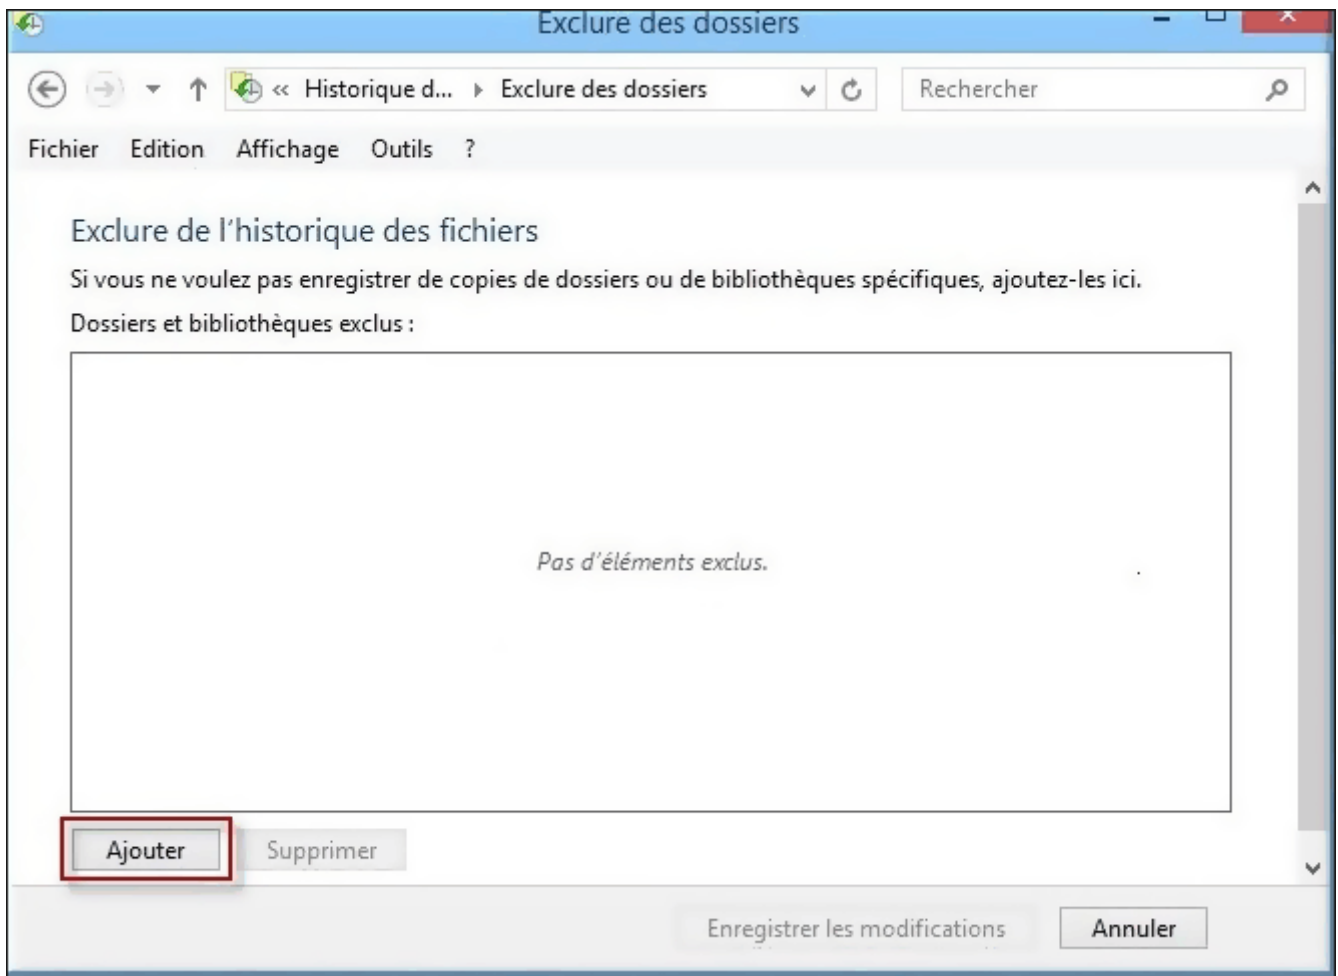 Exclure des dossiers
« Historique d... Exclure des dossiers Rechercher
Fichier Edition Affichage Outils ?
Exclure de l'historique des fichiers
Si vous ne voulez pas enregistrer de copies de dossiers ou de bibliothèques spécifiques, ajoutez-les ici.
Dossiers et bibliothèques exclus :
Pas d'éléments exclus.
Ajouter Supprimer
Enregistrer les modifications Annuler